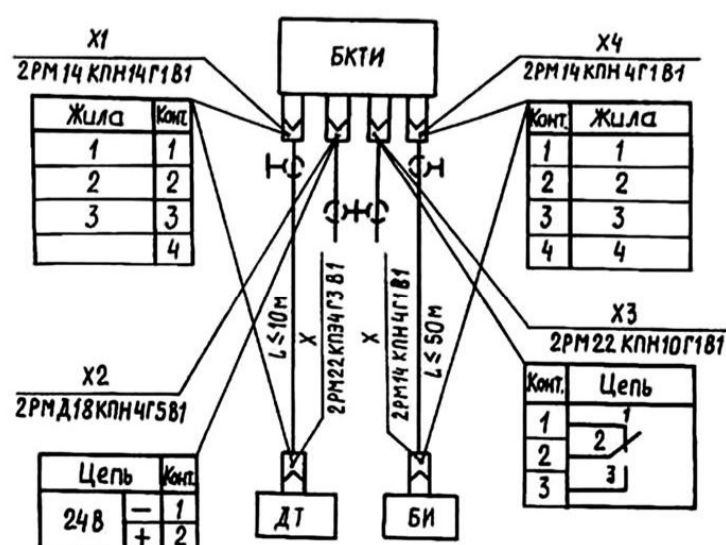 X1
2РМ14КПН14Г1В1
БКТИ
X4
2РМ14КПН4Г1В1
Жила Конт.
1 1
2 2
3 3
4
Конт. Жила
1 1
2 2
3 3
4 4
L≤10м
X
2РМ22КПЭ4Г3В1
X
2РМ14КПН4Г1В1
L≤50м
X2
2РМД18КПН4Г5В1
X3
2РМ22КПН10Г1В1
Цепь Конт.
24В − 1
+ 2
ДТ
БИ
Конт. Цепь
1 1
2 2
3 3